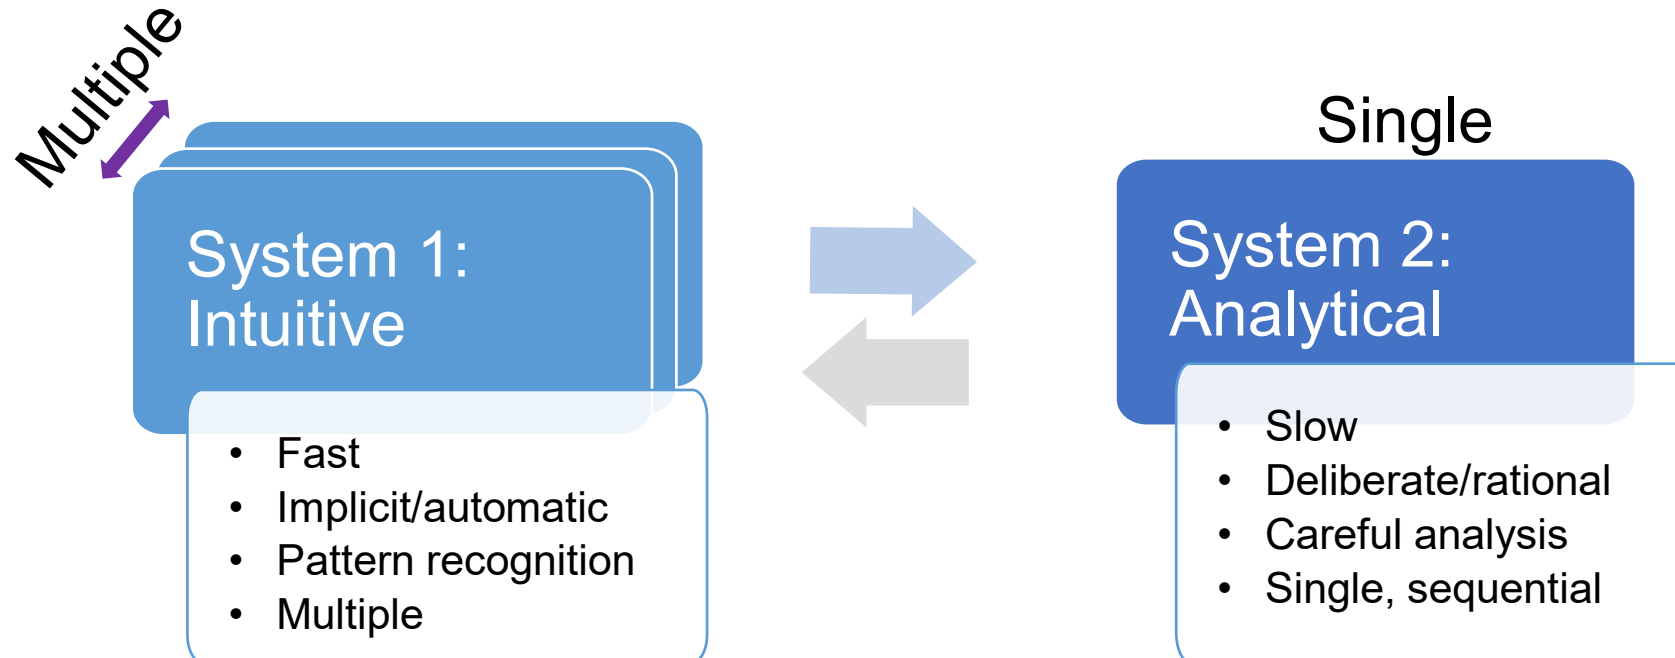 Multiple
System 1:
Intuitive
• Fast
• Implicit/automatic
• Pattern recognition
• Multiple
Single
System 2:
Analytical
• Slow
• Deliberate/rational
• Careful analysis
• Single, sequential